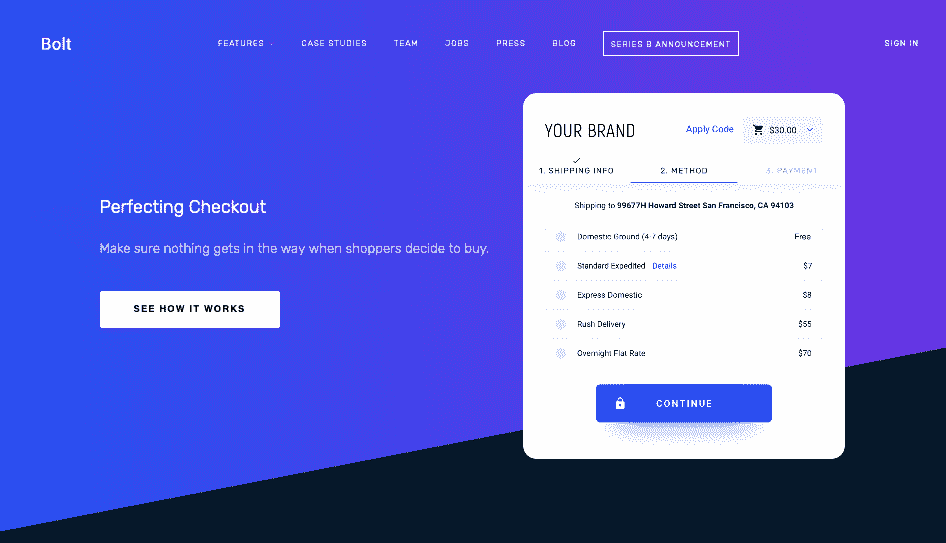 Bolt
FEATURES
CASE STUDIES
TEAM
JOBS
PRESS
BLOG
SERIES B ANNOUNCEMENT
SIGN IN
Perfecting Checkout
Make sure nothing gets in the way when shoppers decide to buy.
SEE HOW IT WORKS
YOUR BRAND
Apply Code
$30.00
1. SHIPPING INFO
2. METHOD
3. PAYMENT
Shipping to 99677H Howard Street San Francisco, CA 94103
Domestic Ground (4-7 days) Free
Standard Expedited Details $7
Express Domestic $8
Rush Delivery $55
Overnight Flat Rate $70
CONTINUE